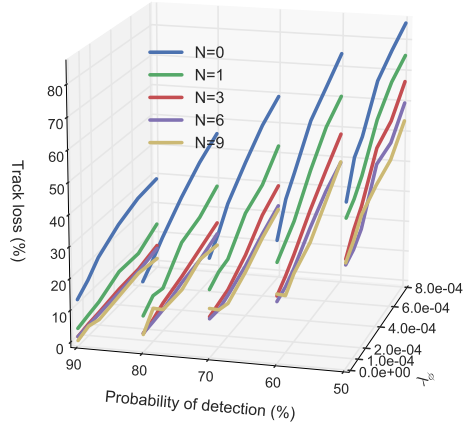 N=0
N=1
N=3
N=6
N=9
80
70
60
50
40
30
20
10
0
Track loss (%)
90
80
70
60
50
Probability of detection (%)
8.0e-04
6.0e-04
4.0e-04
2.0e-04
1.0e-04
0.0e+00
λ